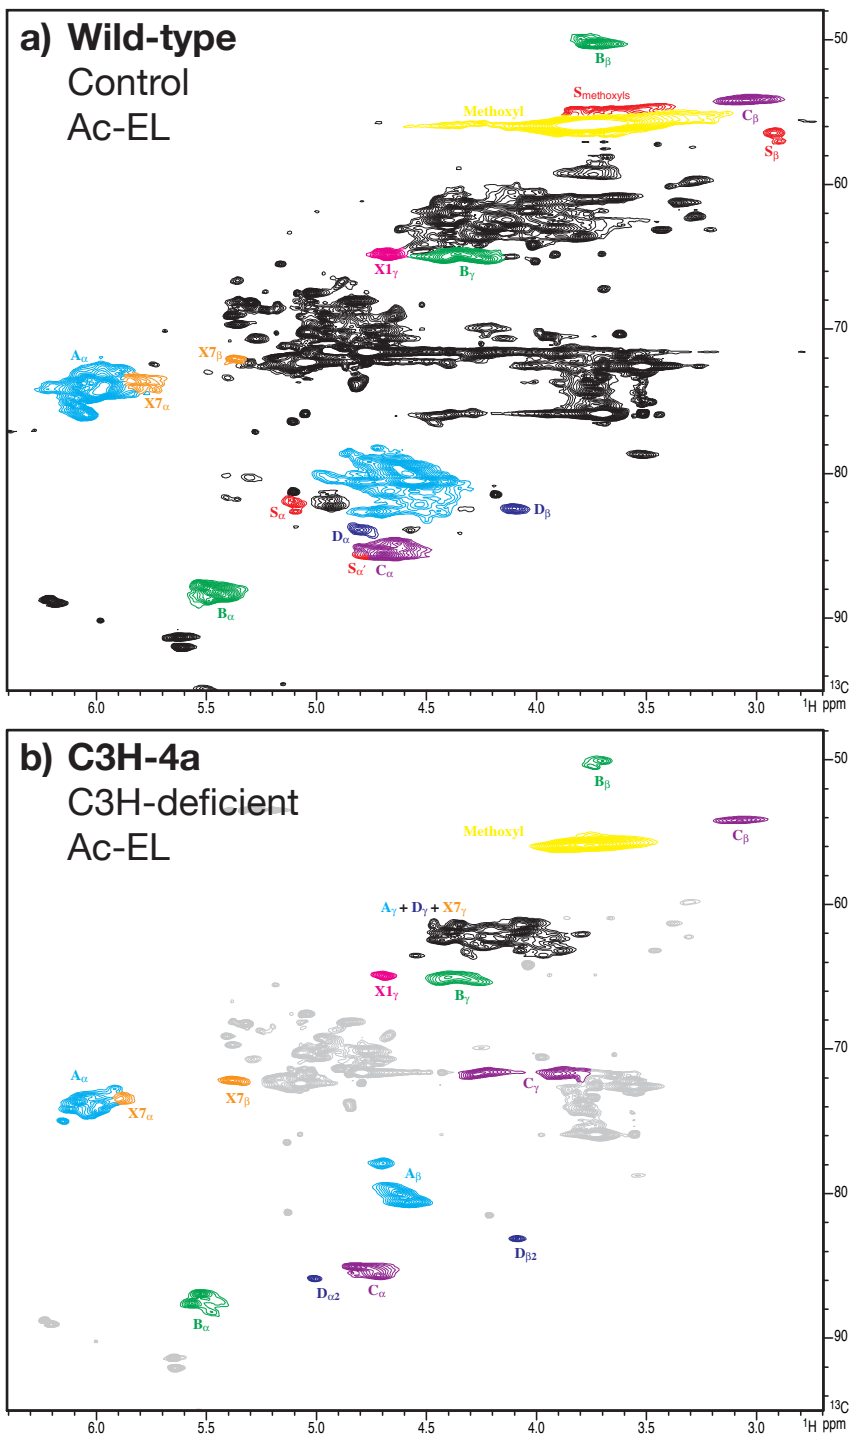 a) Wild-type
Control
Ac-EL
50
Bβ
Smethoxyls
Methoxyl
Cβ
Sβ
60
X1γ
Bγ
70
Aα
X7β
X7α
80
Sα
Dβ
Dα
Sα′
Cα
Bα
90
¹³C
6.0 5.5 5.0 4.5 4.0 3.5 3.0
¹H ppm
b) C3H-4a
C3H-deficient
Ac-EL
50
Bβ
Methoxyl
Cβ
60
Aγ + Dγ + X7γ
X1γ
Bγ
70
Aα
X7β
Cγ
X7α
Aβ
80
Dβ2
Dα2
Cα
Bα
90
¹³C
6.0 5.5 5.0 4.5 4.0 3.5 3.0
¹H ppm